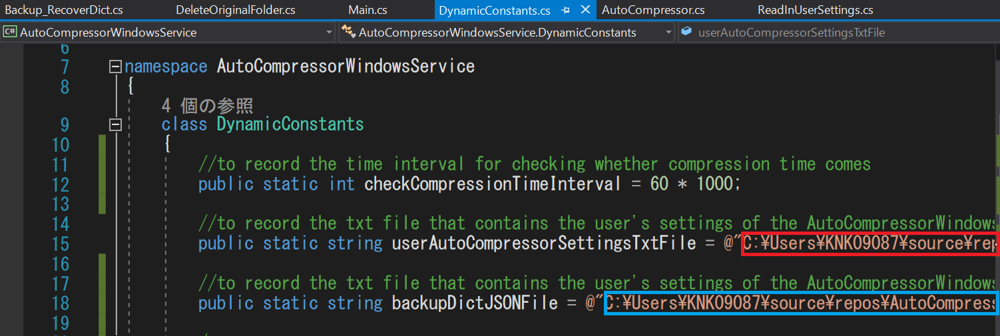 Backup_RecoverDict.cs DeleteOriginalFolder.cs Main.cs DynamicConstants.cs AutoCompressor.cs ReadInUserSettings.cs
C# AutoCompressorWindowsService AutoCompressorWindowsService.DynamicConstants userAutoCompressorSettingsTxtFile
6
7 namespace AutoCompressorWindowsService
8 {
4 個の参照
9 class DynamicConstants
10 {
11 //to record the time interval for checking whether compression time comes
12 public static int checkCompressionTimeInterval = 60 * 1000;
13
14 //to record the txt file that contains the user's settings of the AutoCompressorWindows
15 public static string userAutoCompressorSettingsTxtFile = @"C:¥Users¥KNK09087¥source¥rep
16
17 //to record the txt file that contains the user's settings of the AutoCompressorWindows
18 public static string backupDictJSONFile = @"C:¥Users¥KNK09087¥source¥repos¥AutoCompress
19